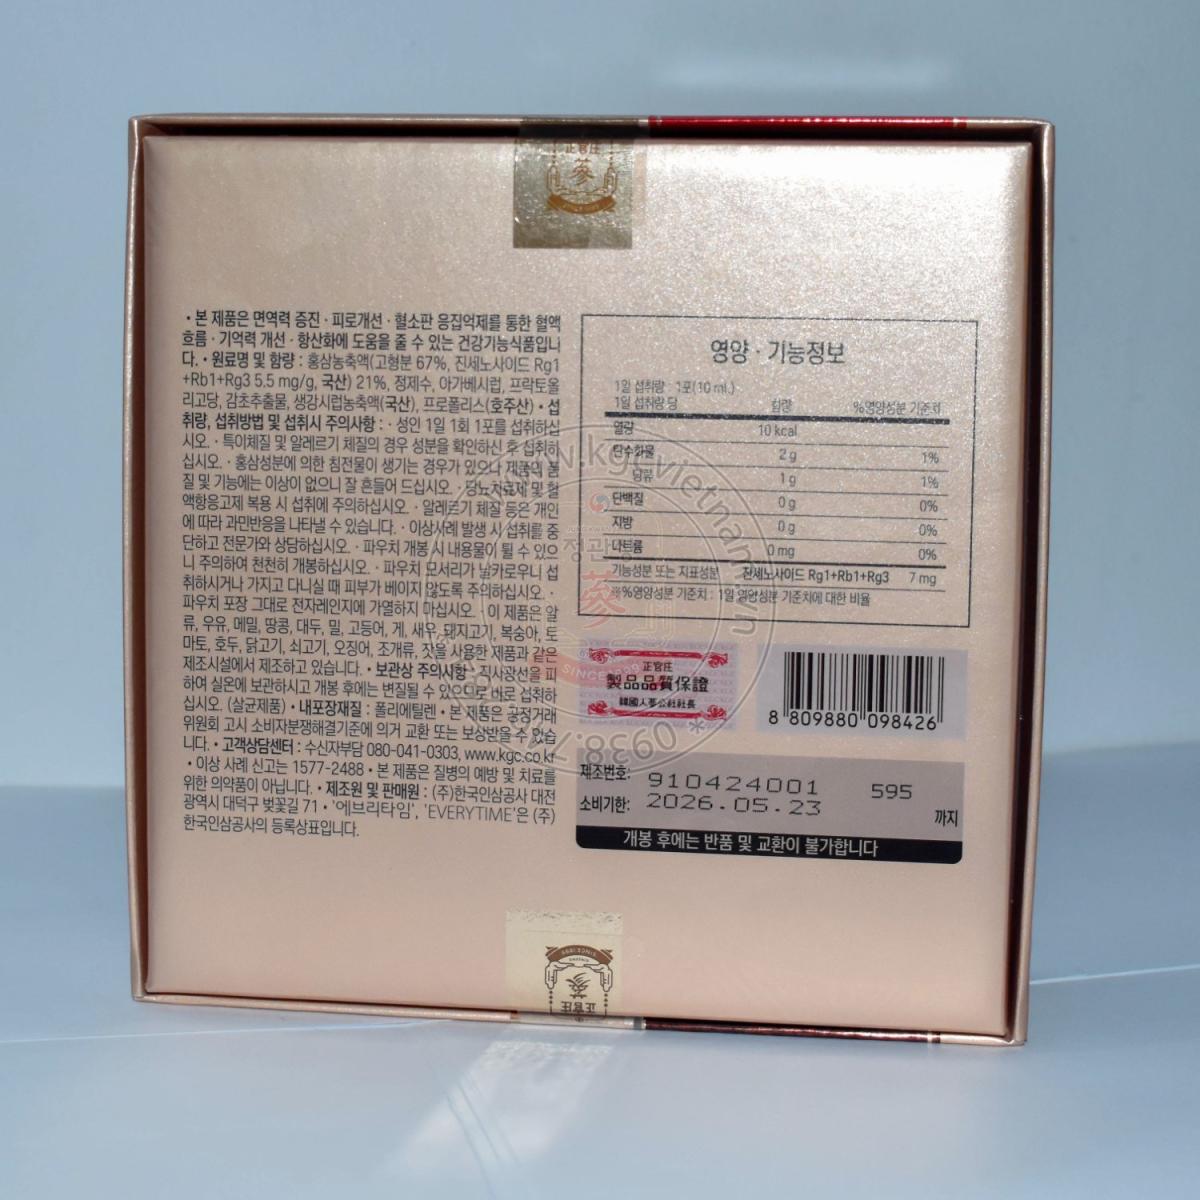 正官庄
蔘
• 본 제품은 면역력 증진 · 피로개선 · 혈소판 응집억제를 통한 혈액
흐름 · 기억력 개선 · 항산화에 도움을 줄 수 있는 건강기능식품입니
다. • 원료명 및 함량 : 홍삼농축액(고형분 67%, 진세노사이드 Rg1
+Rb1+Rg3 5.5 mg/g, 국산) 21%, 정제수, 아가베시럽, 프락토올
리고당, 감초추출물, 생강시럽농축액(국산), 프로폴리스(호주산) • 섭
취량, 섭취방법 및 섭취시 주의사항 : · 성인 1일 1회 1포를 섭취하십
시오. · 특이체질 및 알레르기 체질의 경우 성분을 확인하신 후 섭취하
십시오. · 홍삼성분에 의한 침전물이 생기는 경우가 있으나 제품의 품
질 및 기능에는 이상이 없으니 잘 흔들어 드십시오. · 당뇨치료제 및 혈
액항응고제 복용 시 섭취에 주의하십시오. · 알레르기 체질 등은 개인
에 따라 과민반응을 나타낼 수 있습니다. · 이상사례 발생 시 섭취를 중
단하고 전문가와 상담하십시오. · 파우치 개봉 시 내용물이 튈 수 있으
니 주의하여 천천히 개봉하십시오. · 파우치 모서리가 날카로우니 섭
취하시거나 가지고 다니실 때 피부가 베이지 않도록 주의하십시오. ·
파우치 포장 그대로 전자레인지에 가열하지 마십시오. · 이 제품은 알
류, 우유, 메밀, 땅콩, 대두, 밀, 고등어, 게, 새우, 돼지고기, 복숭아, 토
마토, 호두, 닭고기, 쇠고기, 오징어, 조개류, 잣을 사용한 제품과 같은
제조시설에서 제조하고 있습니다. • 보관상 주의사항 : 직사광선을 피
하여 실온에 보관하시고 개봉 후에는 변질될 수 있으므로 바로 섭취하
십시오. (살균제품) • 내포장재질 : 폴리에틸렌 • 본 제품은 공정거래
위원회 고시 소비자분쟁해결기준에 의거 교환 또는 보상받을 수 있습
니다. • 고객상담센터 : 수신자부담 080-041-0303, www.kgc.co.kr
• 이상 사례 신고는 1577-2488 • 본 제품은 질병의 예방 및 치료를
위한 의약품이 아닙니다. • 제조원 및 판매원 : (주)한국인삼공사 대전
광역시 대덕구 벚꽃길 71 • '에브리타임', 'EVERYTIME'은 (주)
한국인삼공사의 등록상표입니다.
영양 · 기능정보
1일 섭취량 : 1포(10 mL)
1일 섭취량 당 함량 %영양성분 기준치
열량 10 kcal
탄수화물 2 g 1%
당류 1 g 1%
단백질 0 g 0%
지방 0 g 0%
나트륨 0 mg 0%
기능성분 또는 지표성분 진세노사이드 Rg1+Rb1+Rg3 7 mg
※%영양성분 기준치 : 1일 영양성분 기준치에 대한 비율
www.kgcvietnam.vn
정관
蔘
SINCE 1899
正官庄
製品品質保證
韓國人蔘公社社長
8 809880 098426
제조번호: 910424001 595
소비기한: 2026.05.23 까지
개봉 후에는 반품 및 교환이 불가합니다
SINCE 1899
GINSENG
蔘
正官庄